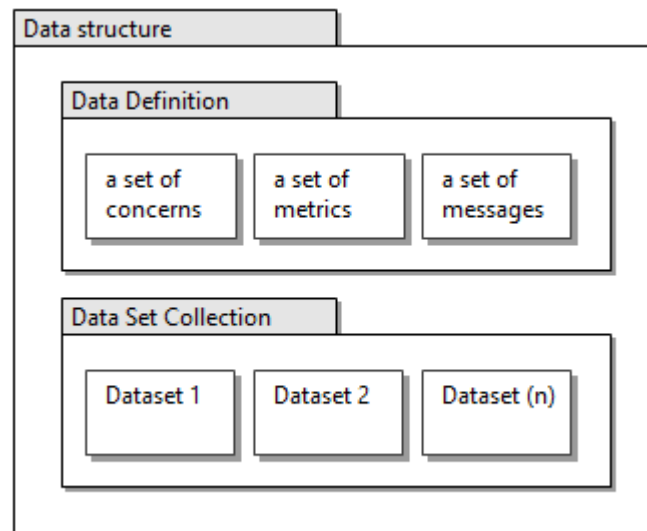 Data structure
Data Definition
a set of
concerns
a set of
metrics
a set of
messages
Data Set Collection
Dataset 1
Dataset 2
Dataset (n)